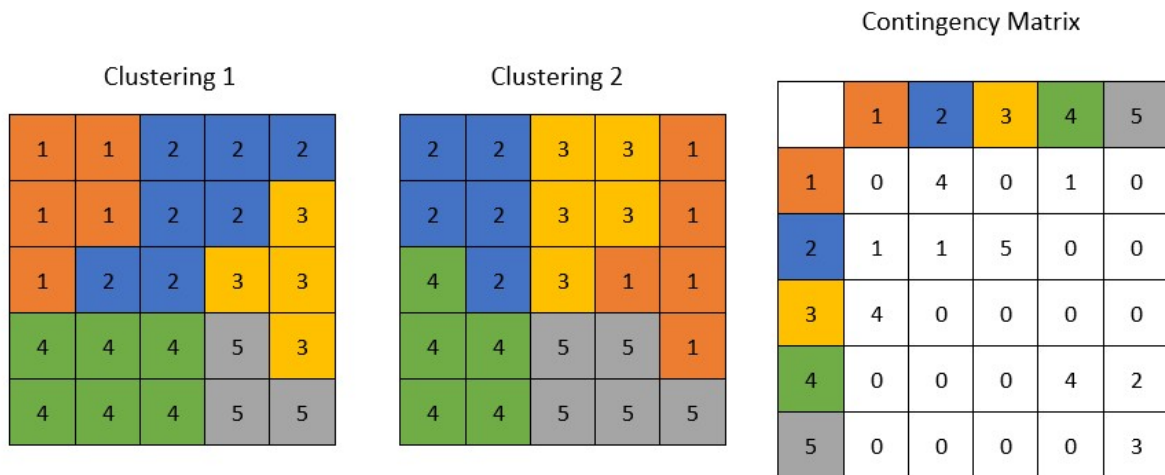 Contingency Matrix
Clustering 1
Clustering 2
1 1 2 2 2
1 1 2 2 3
1 2 2 3 3
4 4 4 5 3
4 4 4 5 5
2 2 3 3 1
2 2 3 3 1
4 2 3 1 1
4 4 5 5 1
4 4 5 5 5
1 2 3 4 5
1 0 4 0 1 0
2 1 1 5 0 0
3 4 0 0 0 0
4 0 0 0 4 2
5 0 0 0 0 3